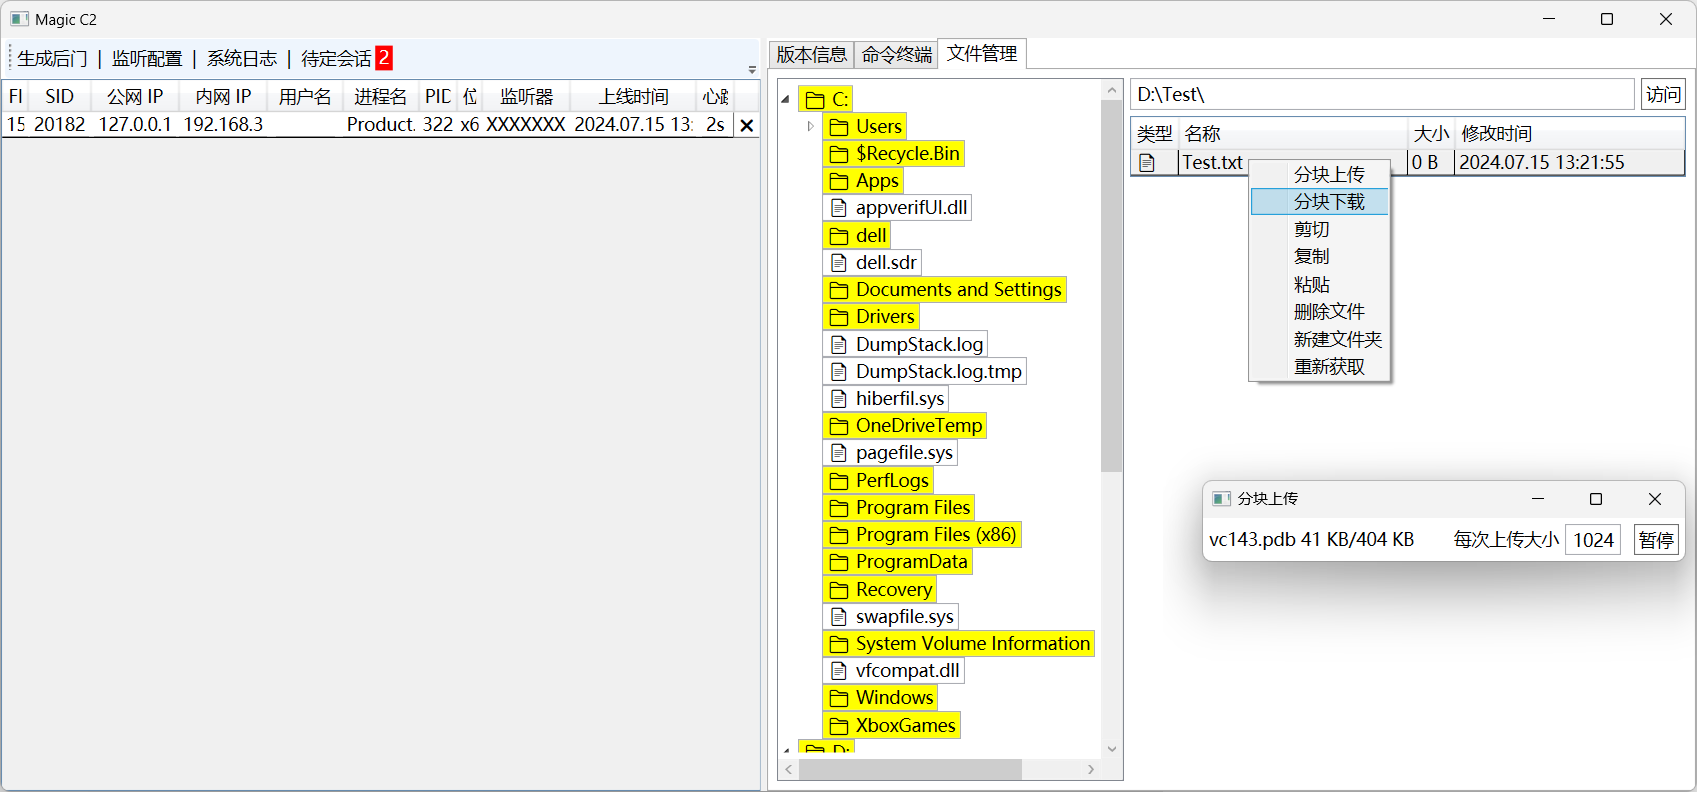 Magic C2
生成后门 | 监听配置 | 系统日志 | 待定会话 2
FI SID 公网 IP 内网 IP 用户名 进程名 PID 位 监听器 上线时间
15 20182 127.0.0.1 192.168.3 Product. 322 x6 XXXXXXX 2024.07.15 13: 2s
版本信息 命令终端 文件管理
C:
Users
$Recycle.Bin
Apps
appverifUI.dll
dell
dell.sdr
Documents and Settings
Drivers
DumpStack.log
DumpStack.log.tmp
hiberfil.sys
OneDriveTemp
pagefile.sys
PerfLogs
Program Files
Program Files (x86)
ProgramData
Recovery
swapfile.sys
System Volume Information
vfcompat.dll
Windows
XboxGames
D:
D:\Test\ 访问
类型 名称 大小 修改时间
Test.txt 0 B 2024.07.15 13:21:55
分块上传
分块下载
剪切
复制
粘贴
删除文件
新建文件夹
重新获取
分块上传
vc143.pdb 41 KB/404 KB 每次上传大小 1024 暂停